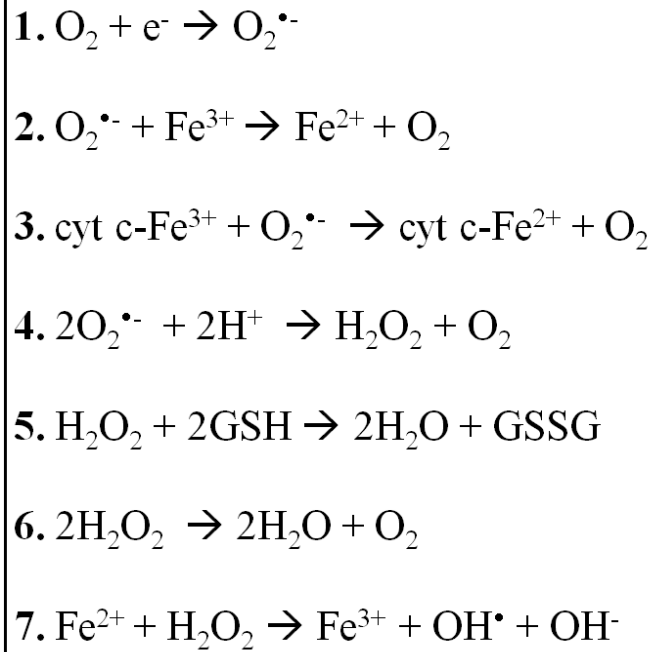 1. O₂ + e⁻ → O₂•⁻
2. O₂•⁻ + Fe³⁺ → Fe²⁺ + O₂
3. cyt c-Fe³⁺ + O₂•⁻ → cyt c-Fe²⁺ + O₂
4. 2O₂•⁻ + 2H⁺ → H₂O₂ + O₂
5. H₂O₂ + 2GSH → 2H₂O + GSSG
6. 2H₂O₂ → 2H₂O + O₂
7. Fe²⁺ + H₂O₂ → Fe³⁺ + OH• + OH⁻